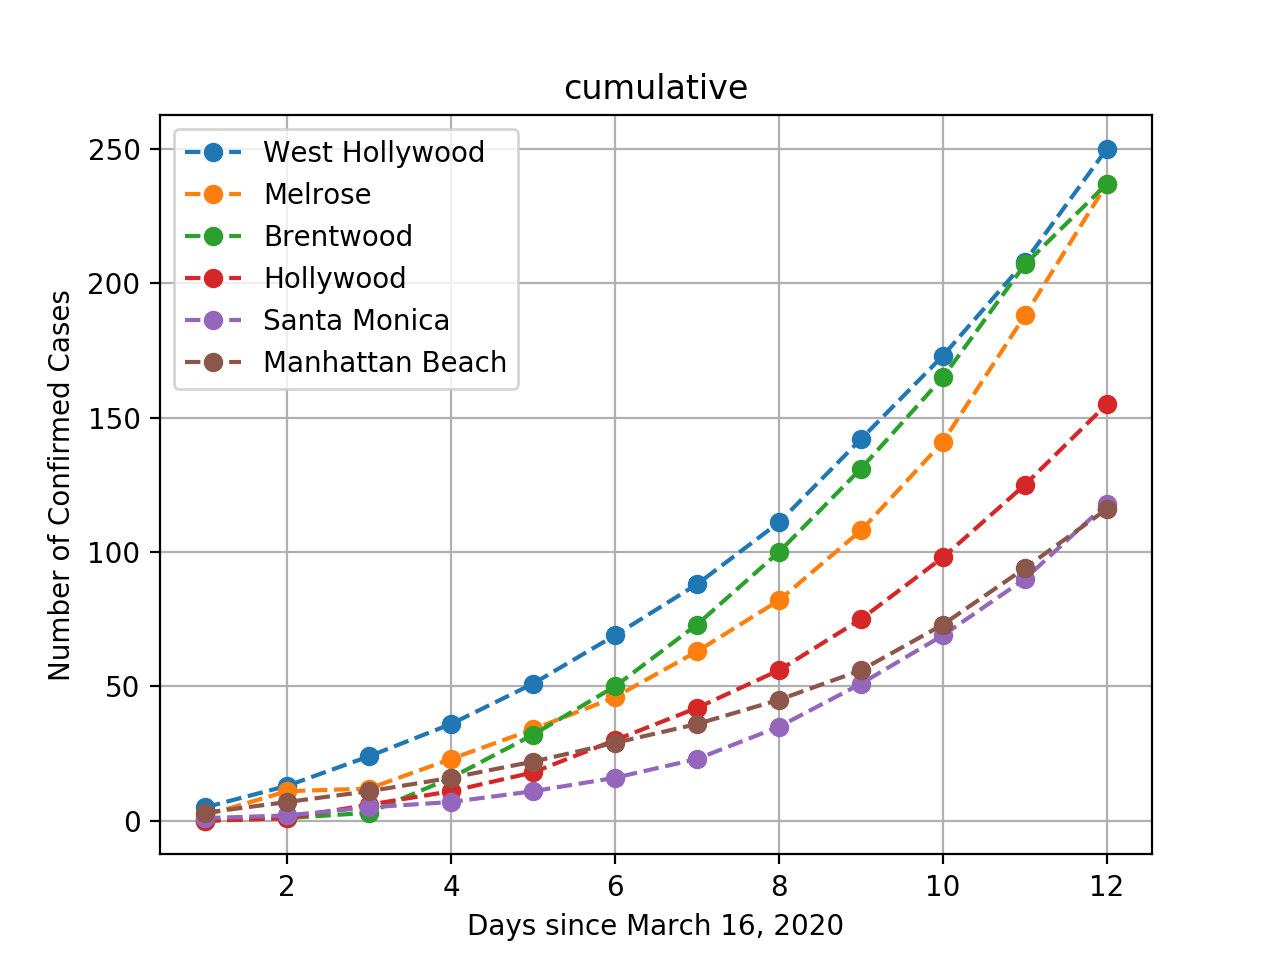 cumulative
250
200
150
100
50
0
Number of Confirmed Cases
West Hollywood
Melrose
Brentwood
Hollywood
Santa Monica
Manhattan Beach
2 4 6 8 10 12
Days since March 16, 2020